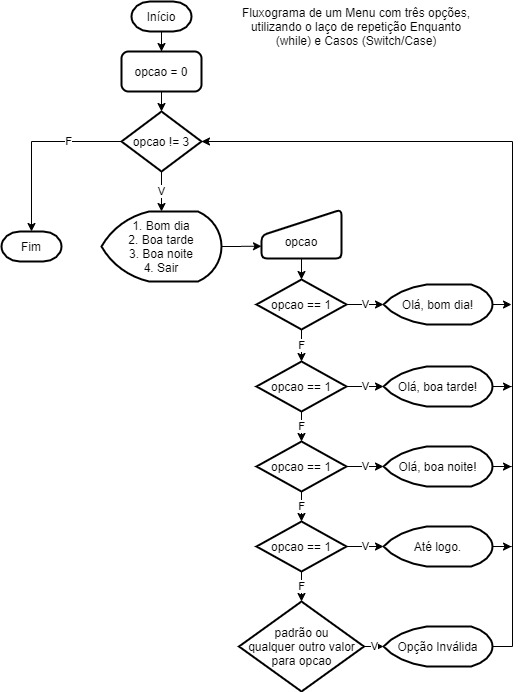 Início
Fluxograma de um Menu com três opções,
utilizando o laço de repetição Enquanto
(while) e Casos (Switch/Case)
opcao = 0
opcao != 3
F
V
Fim
1. Bom dia
2. Boa tarde
3. Boa noite
4. Sair
opcao
opcao == 1
V
Olá, bom dia!
F
opcao == 1
V
Olá, boa tarde!
F
opcao == 1
V
Olá, boa noite!
F
opcao == 1
V
Até logo.
F
padrão ou
qualquer outro valor
para opcao
V
Opção Inválida